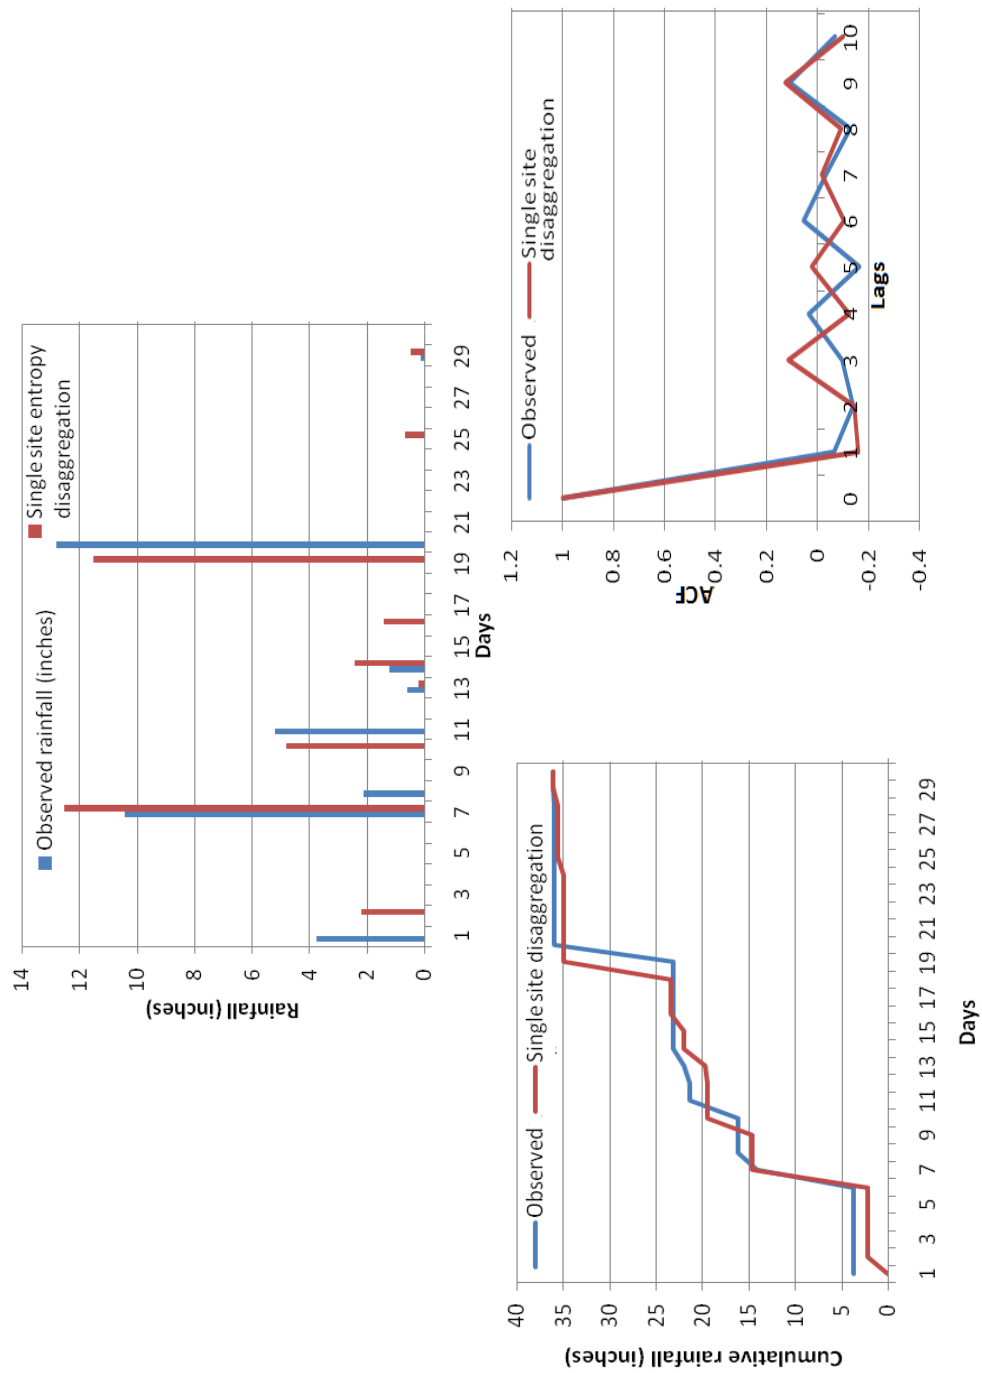 Observed rainfall (inches)
Single site entropy
disaggregation
14
12
10
8
6
4
2
0
Rainfall (inches)
1 3 5 7 9 11 13 15 17 19 21 23 25 27 29
Days
Observed
Single site disaggregation
40
35
30
25
20
15
10
5
0
Cumulative rainfall (inches)
1 3 5 7 9 11 13 15 17 19 21 23 25 27 29
Days
Observed
Single site
disaggregation
1.2
1
0.8
0.6
0.4
0.2
0
-0.2
-0.4
ACF
0 1 2 3 4 5 6 7 8 9 10
Lags